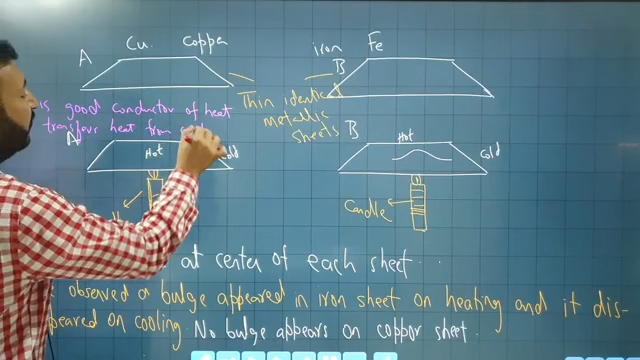 A Cu. Copper iron Fe
B
is good conductor of heat
Thin identical
metallic
sheets
transfers heat from
A Hot Cold
B Hot Cold
Candle
at center of each sheet ...
observed a bulge appeared in iron sheet on heating and it dis-
peared on cooling. No bulge appears on copper sheet.